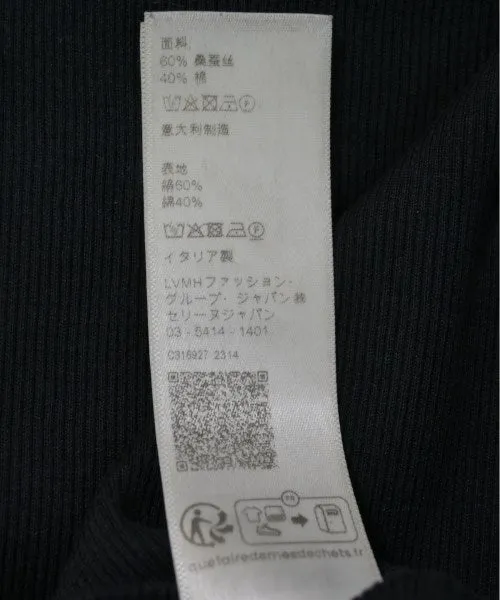 面料
60% 桑蚕丝
40% 棉
意大利制造
表地
絹60%
綿40%
イタリア製
LVMHファッション・
グループ・ジャパン㈱
セリーヌジャパン
03-5414-1401
C316927 2314
FR
quefairedemesdechets.fr